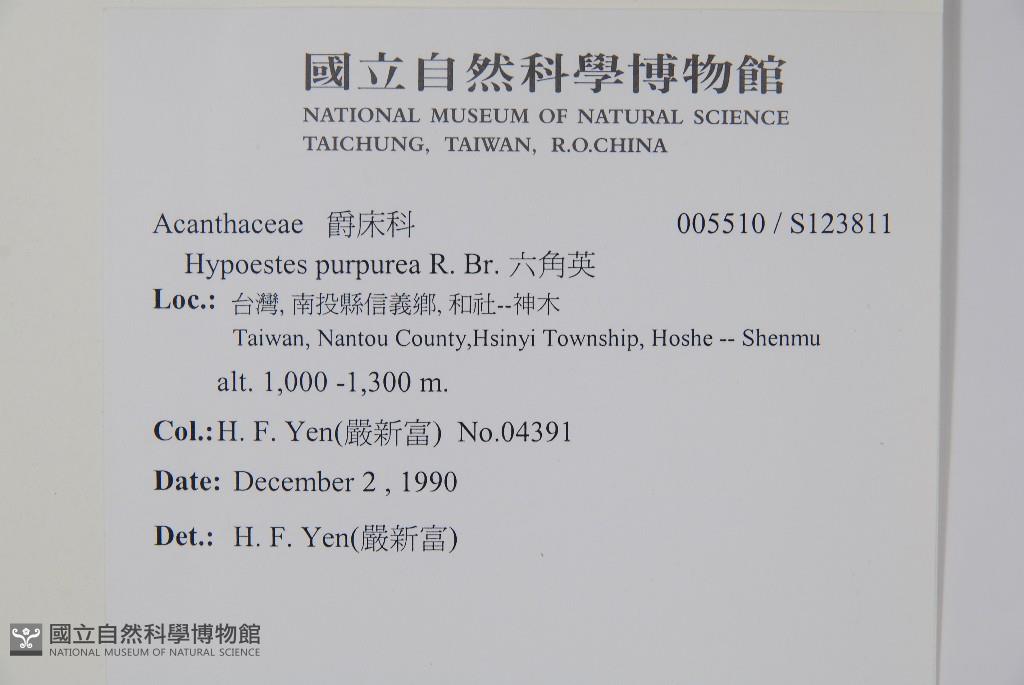 國立自然科學博物館
NATIONAL MUSEUM OF NATURAL SCIENCE
TAICHUNG, TAIWAN, R.O.CHINA
Acanthaceae 爵床科 005510 / S123811
Hypoestes purpurea R. Br. 六角英
Loc.: 台灣, 南投縣信義鄉, 和社--神木
Taiwan, Nantou County,Hsinyi Township, Hoshe -- Shenmu
alt. 1,000 -1,300 m.
Col.: H. F. Yen(嚴新富) No.04391
Date: December 2 , 1990
Det.: H. F. Yen(嚴新富)
國立自然科學博物館
NATIONAL MUSEUM OF NATURAL SCIENCE